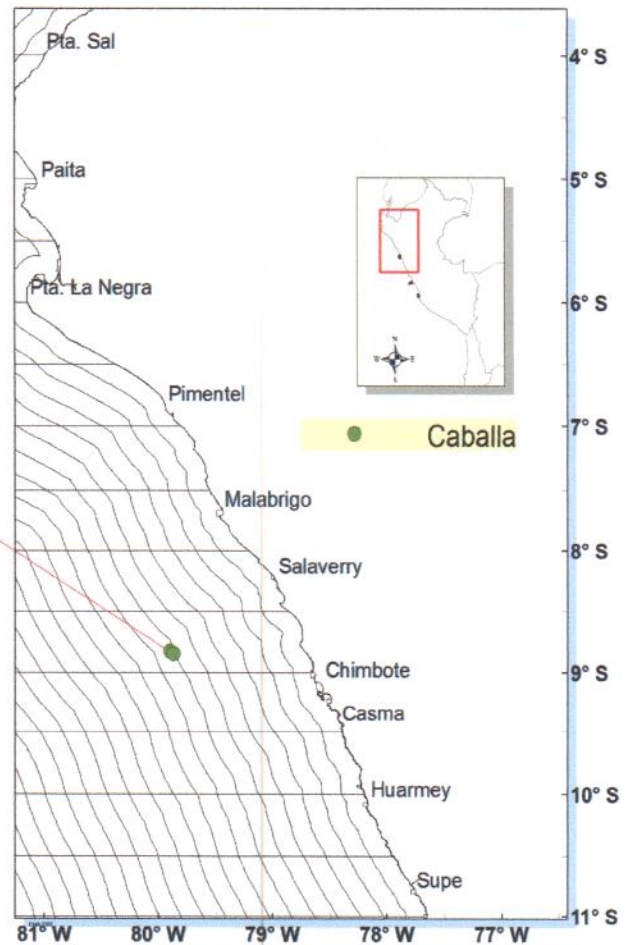 Pta. Sal
4° S
Paita
5° S
N
W E
S
Pta. La Negra
6° S
Pimentel
Caballa
7° S
Malabrigo
Salaverry
8° S
Chimbote
9° S
Casma
Huarmey
10° S
Supe
11° S
81° W 80° W 79° W 78° W 77° W